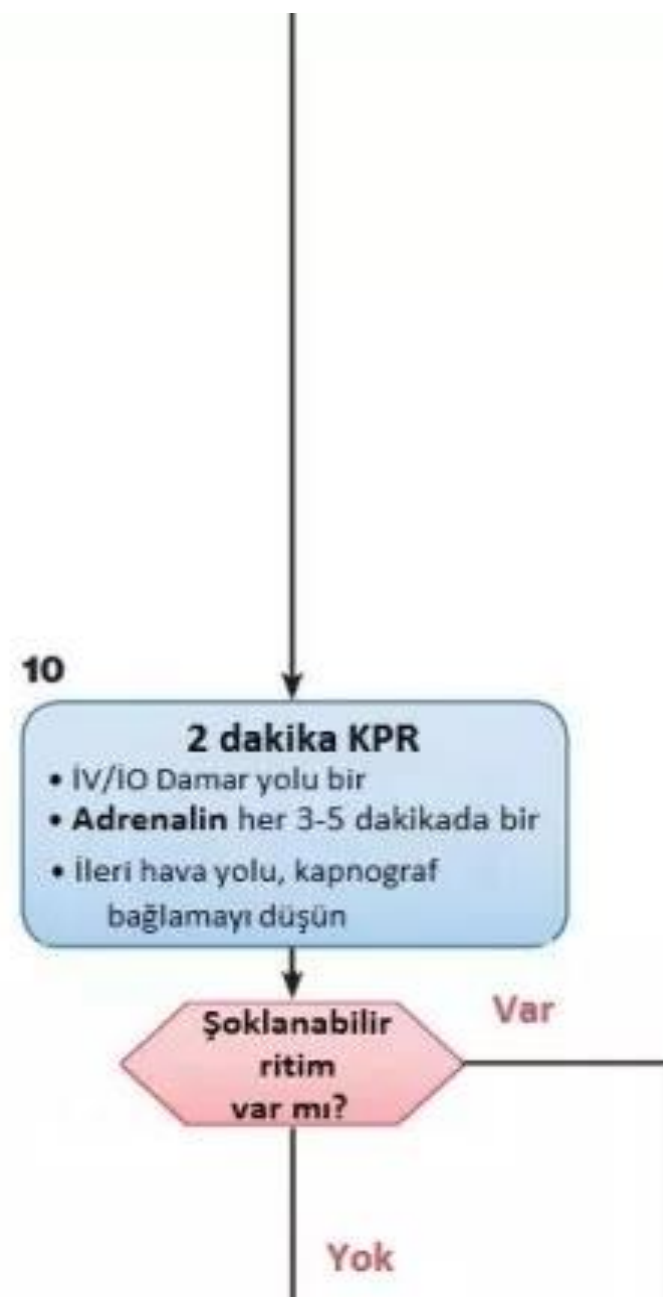 10
2 dakika KPR
• İV/İO Damar yolu bir
• Adrenalin her 3-5 dakikada bir
• İleri hava yolu, kapnograf
bağlamayı düşün
Şoklanabilir
ritim
var mı?
Var
Yok